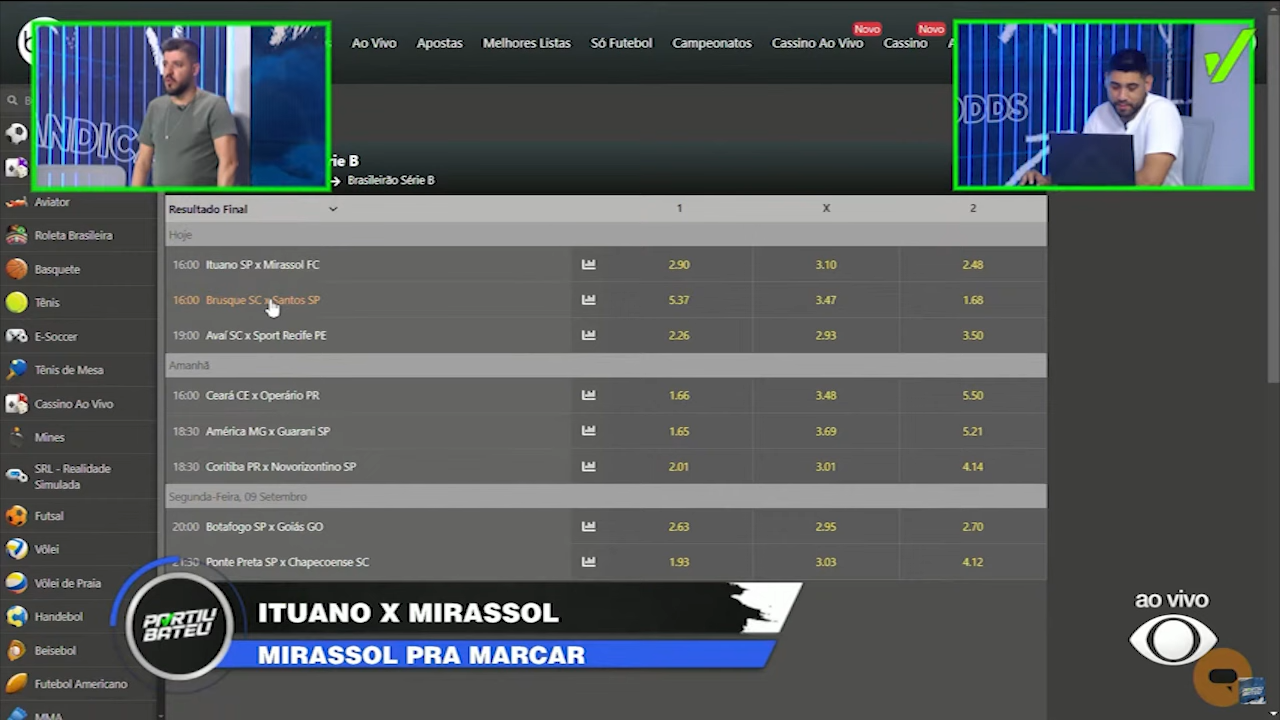 Ao Vivo
Apostas
Melhores Listas
Só Futebol
Campeonatos
Novo
Cassino Ao Vivo
Novo
Cassino
ANDIC
ODDS
rie B
Brasileirão Série B
Aviator
Roleta Brasileira
Basquete
Tênis
E-Soccer
Tênis de Mesa
Cassino Ao Vivo
Mines
SRL - Realidade
Simulada
Futsal
Vôlei
Vôlei de Praia
Handebol
Beisebol
Futebol Americano
MMA
Resultado Final 1 X 2
Hoje
16:00 Ituano SP x Mirassol FC 2.90 3.10 2.48
16:00 Brusque SC x Santos SP 5.37 3.47 1.68
19:00 Avaí SC x Sport Recife PE 2.26 2.93 3.50
Amanhã
16:00 Ceará CE x Operário PR 1.66 3.48 5.50
18:30 América MG x Guarani SP 1.65 3.69 5.21
18:30 Coritiba PR x Novorizontino SP 2.01 3.01 4.14
Segunda-Feira, 09 Setembro
20:00 Botafogo SP x Goiás GO 2.63 2.95 2.70
21:30 Ponte Preta SP x Chapecoense SC 1.93 3.03 4.12
PARTIU
BATEU
ITUANO X MIRASSOL
MIRASSOL PRA MARCAR
ao vivo